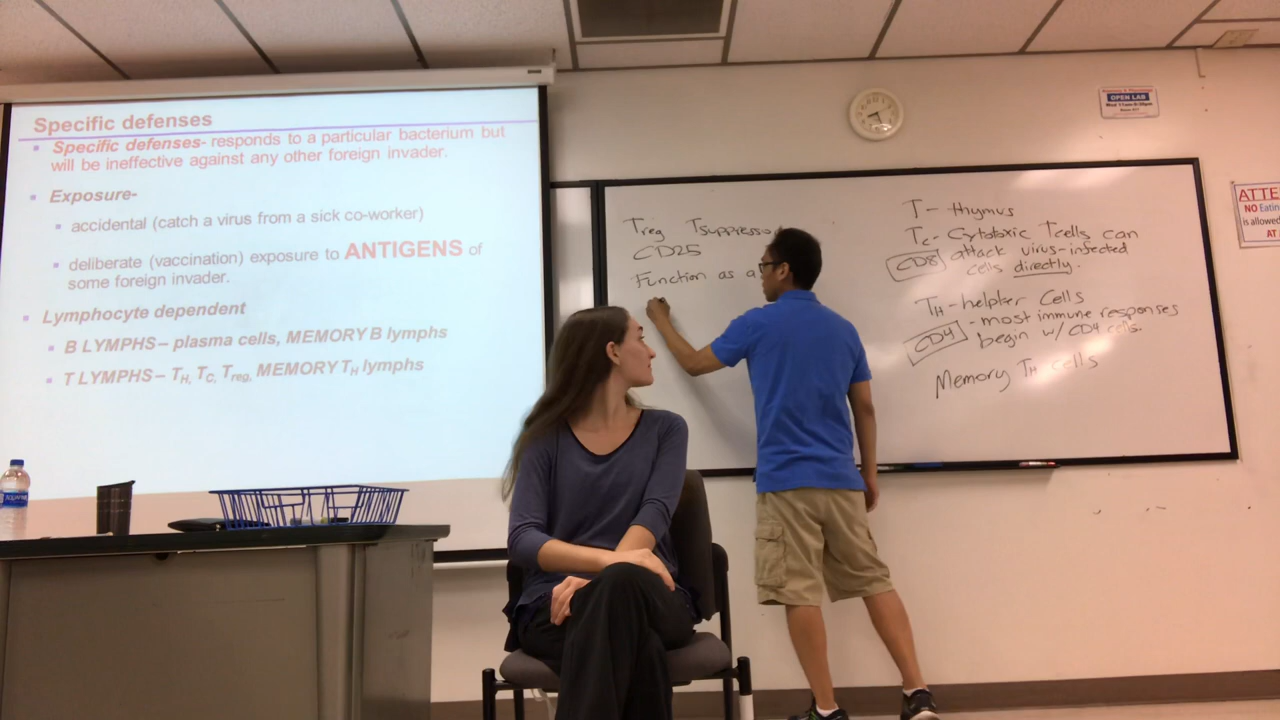 Specific defenses
Specific defenses- responds to a particular bacterium but
will be ineffective against any other foreign invader.
Exposure-
accidental (catch a virus from a sick co-worker)
deliberate (vaccination) exposure to ANTIGENS of
some foreign invader.
Lymphocyte dependent
B LYMPHS – plasma cells, MEMORY B lymphs
T LYMPHS – TH, TC, Treg, MEMORY TH lymphs
Treg Tsuppresso
CD25
Function as a
T - thymus
Tc - Cytotoxic Tcells can
CD8 attack virus-infected
cells directly.
TH - helper Cells
CD4 - most immune responses
begin w/ CD4 cells.
Memory TH cells
OPEN LAB
ATTE
NO Eatin
is allowed
AT